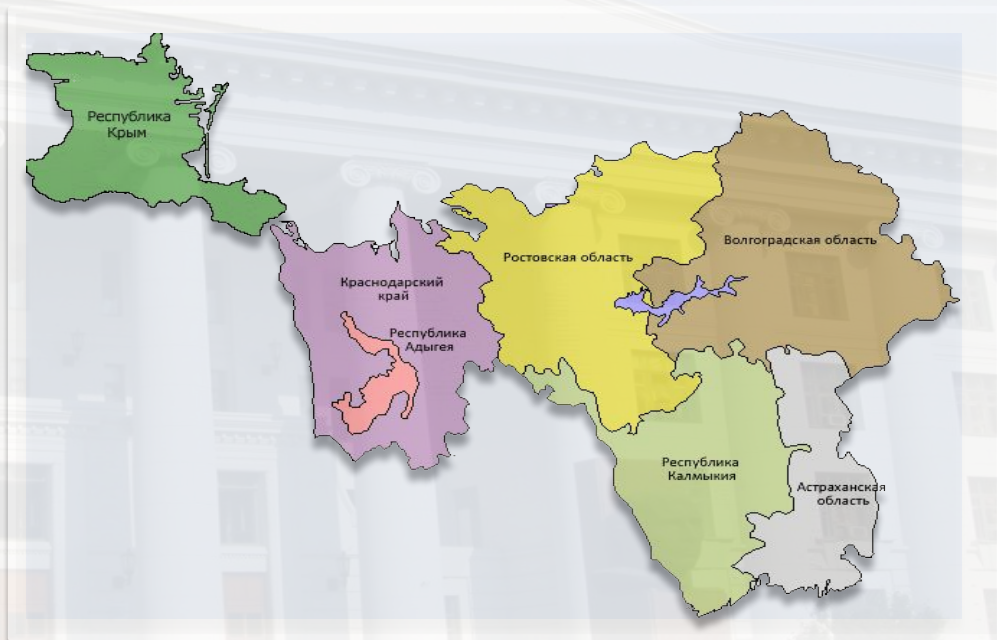 Республика
Крым
Краснодарский
край
Республика
Адыгея
Ростовская область
Волгоградская область
Республика
Калмыкия
Астраханская
область